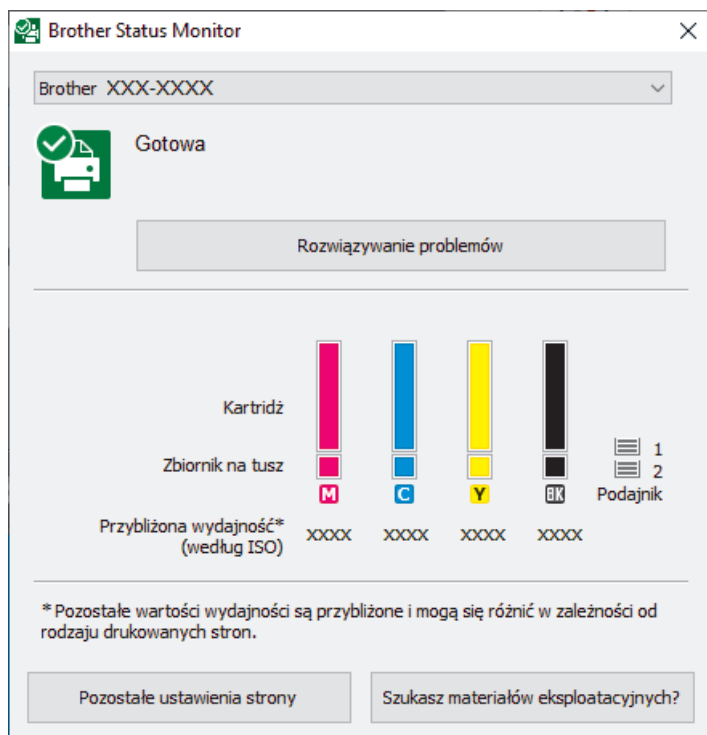 Brother Status Monitor
Brother XXX-XXXX
Gotowa
Rozwiązywanie problemów
Kartridż
Zbiornik na tusz
M C Y BK
1
2
Podajnik
Przybliżona wydajność*
(według ISO)
XXXX XXXX XXXX XXXX
*Pozostałe wartości wydajności są przybliżone i mogą się różnić w zależności od
rodzaju drukowanych stron.
Pozostałe ustawienia strony
Szukasz materiałów eksploatacyjnych?